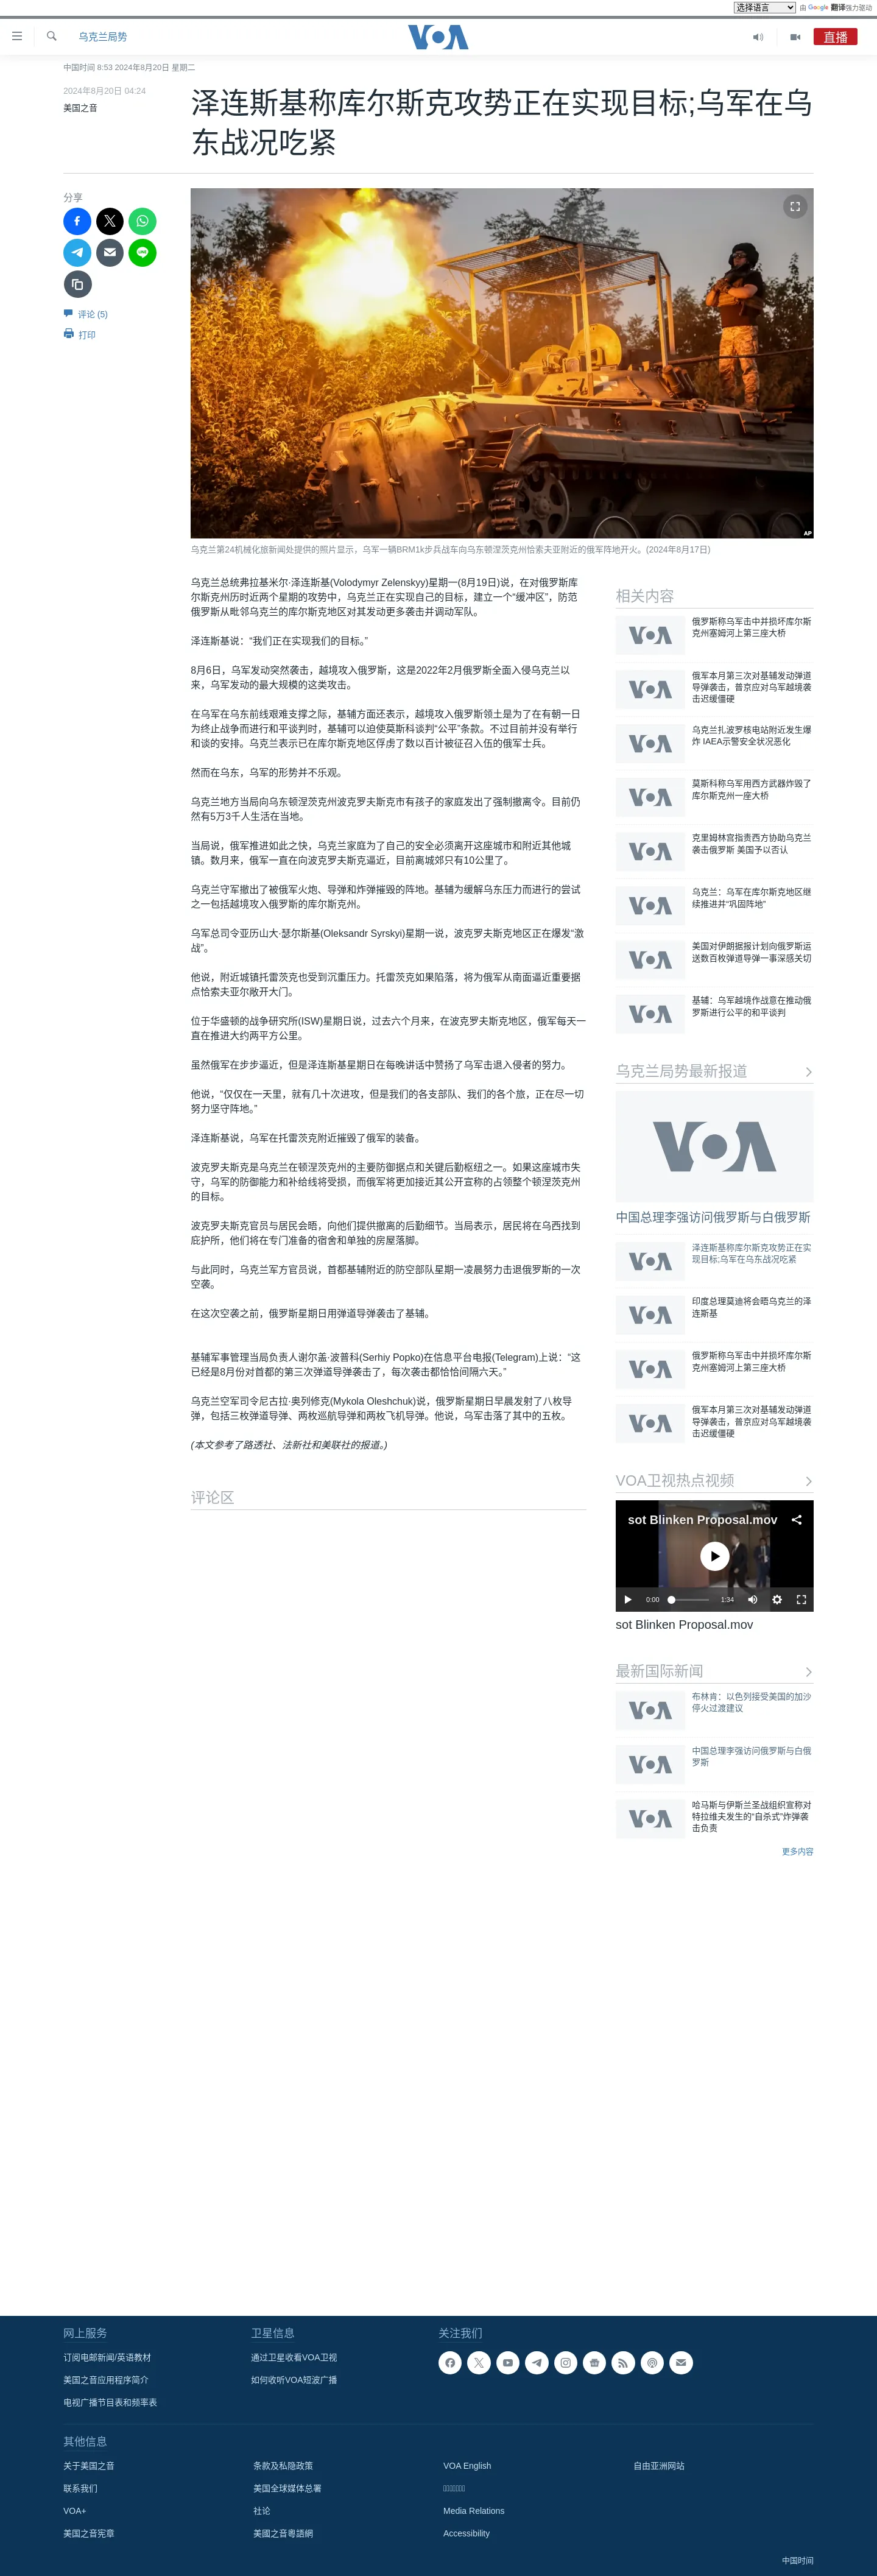 选择语言 由 Google 翻译强力驱动
乌克兰局势
VOA
直播
中国时间 8:53 2024年8月20日 星期二
2024年8月20日 04:24
美国之音
泽连斯基称库尔斯克攻势正在实现目标;乌军在乌
东战况吃紧
分享
评论 (5)
打印
AP
乌克兰第24机械化旅新闻处提供的照片显示，乌军一辆BRM1k步兵战车向乌东顿涅茨克州恰索夫亚附近的俄军阵地开火。(2024年8月17日)
乌克兰总统弗拉基米尔·泽连斯基(Volodymyr Zelenskyy)星期一(8月19日)说，在对俄罗斯库
尔斯克州历时近两个星期的攻势中，乌克兰正在实现自己的目标，建立一个“缓冲区”，防范
俄罗斯从毗邻乌克兰的库尔斯克地区对其发动更多袭击并调动军队。
泽连斯基说：“我们正在实现我们的目标。”
8月6日，乌军发动突然袭击，越境攻入俄罗斯，这是2022年2月俄罗斯全面入侵乌克兰以
来，乌军发动的最大规模的这类攻击。
在乌军在乌东前线艰难支撑之际，基辅方面还表示，越境攻入俄罗斯领土是为了在有朝一日
为终止战争而进行和平谈判时，基辅可以迫使莫斯科谈判“公平”条款。不过目前并没有举行
和谈的安排。乌克兰表示已在库尔斯克地区俘虏了数以百计被征召入伍的俄军士兵。
然而在乌东，乌军的形势并不乐观。
乌克兰地方当局向乌东顿涅茨克州波克罗夫斯克市有孩子的家庭发出了强制撤离令。目前仍
然有5万3千人生活在当地。
当局说，俄军推进如此之快，乌克兰家庭为了自己的安全必须离开这座城市和附近其他城
镇。数月来，俄军一直在向波克罗夫斯克逼近，目前离城郊只有10公里了。
乌克兰守军撤出了被俄军火炮、导弹和炸弹摧毁的阵地。基辅为缓解乌东压力而进行的尝试
之一包括越境攻入俄罗斯的库尔斯克州。
乌军总司令亚历山大·瑟尔斯基(Oleksandr Syrskyi)星期一说，波克罗夫斯克地区正在爆发“激
战”。
他说，附近城镇托雷茨克也受到沉重压力。托雷茨克如果陷落，将为俄军从南面逼近重要据
点恰索夫亚尔敞开大门。
位于华盛顿的战争研究所(ISW)星期日说，过去六个月来，在波克罗夫斯克地区，俄军每天一
直在推进大约两平方公里。
虽然俄军在步步逼近，但是泽连斯基星期日在每晚讲话中赞扬了乌军击退入侵者的努力。
他说，“仅仅在一天里，就有几十次进攻，但是我们的各支部队、我们的各个旅，正在尽一切
努力坚守阵地。”
泽连斯基说，乌军在托雷茨克附近摧毁了俄军的装备。
波克罗夫斯克是乌克兰在顿涅茨克州的主要防御据点和关键后勤枢纽之一。如果这座城市失
守，乌军的防御能力和补给线将受损，而俄军将更加接近其公开宣称的占领整个顿涅茨克州
的目标。
波克罗夫斯克官员与居民会晤，向他们提供撤离的后勤细节。当局表示，居民将在乌西找到
庇护所，他们将在专门准备的宿舍和单独的房屋落脚。
与此同时，乌克兰军方官员说，首都基辅附近的防空部队星期一凌晨努力击退俄罗斯的一次
空袭。
在这次空袭之前，俄罗斯星期日用弹道导弹袭击了基辅。
基辅军事管理当局负责人谢尔盖·波普科(Serhiy Popko)在信息平台电报(Telegram)上说：“这
已经是8月份对首都的第三次弹道导弹袭击了，每次袭击都恰恰间隔六天。”
乌克兰空军司令尼古拉·奥列修克(Mykola Oleshchuk)说，俄罗斯星期日早晨发射了八枚导
弹，包括三枚弹道导弹、两枚巡航导弹和两枚飞机导弹。他说，乌军击落了其中的五枚。
(本文参考了路透社、法新社和美联社的报道。)
评论区
相关内容
VOA
俄罗斯称乌军击中并损坏库尔斯
克州塞姆河上第三座大桥
VOA
俄军本月第三次对基辅发动弹道
导弹袭击，普京应对乌军越境袭
击迟缓僵硬
VOA
乌克兰扎波罗核电站附近发生爆
炸 IAEA示警安全状况恶化
VOA
莫斯科称乌军用西方武器炸毁了
库尔斯克州一座大桥
VOA
克里姆林宫指责西方协助乌克兰
袭击俄罗斯 美国予以否认
VOA
乌克兰：乌军在库尔斯克地区继
续推进并“巩固阵地”
VOA
美国对伊朗据报计划向俄罗斯运
送数百枚弹道导弹一事深感关切
VOA
基辅：乌军越境作战意在推动俄
罗斯进行公平的和平谈判
乌克兰局势最新报道
VOA
中国总理李强访问俄罗斯与白俄罗斯
VOA
泽连斯基称库尔斯克攻势正在实
现目标;乌军在乌东战况吃紧
VOA
印度总理莫迪将会晤乌克兰的泽
连斯基
VOA
俄罗斯称乌军击中并损坏库尔斯
克州塞姆河上第三座大桥
VOA
俄军本月第三次对基辅发动弹道
导弹袭击，普京应对乌军越境袭
击迟缓僵硬
VOA卫视热点视频
sot Blinken Proposal.mov
0:00 1:34
sot Blinken Proposal.mov
最新国际新闻
VOA
布林肯：以色列接受美国的加沙
停火过渡建议
VOA
中国总理李强访问俄罗斯与白俄
罗斯
VOA
哈马斯与伊斯兰圣战组织宣称对
特拉维夫发生的“自杀式”炸弹袭
击负责
更多内容
网上服务
订阅电邮新闻/英语教材
美国之音应用程序简介
电视广播节目表和频率表
卫星信息
通过卫星收看VOA卫视
如何收听VOA短波广播
关注我们
其他信息
关于美国之音
联系我们
VOA+
美国之音宪章
条款及私隐政策
美国全球媒体总署
社论
美國之音粵語網
VOA English
Media Relations
Accessibility
自由亚洲网站
中国时间